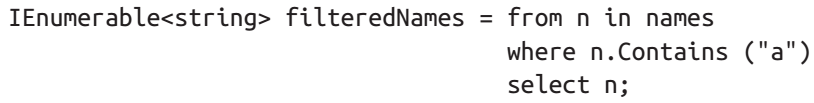 IEnumerable<string> filteredNames = from n in names
                                    where n.Contains ("a")
                                    select n;